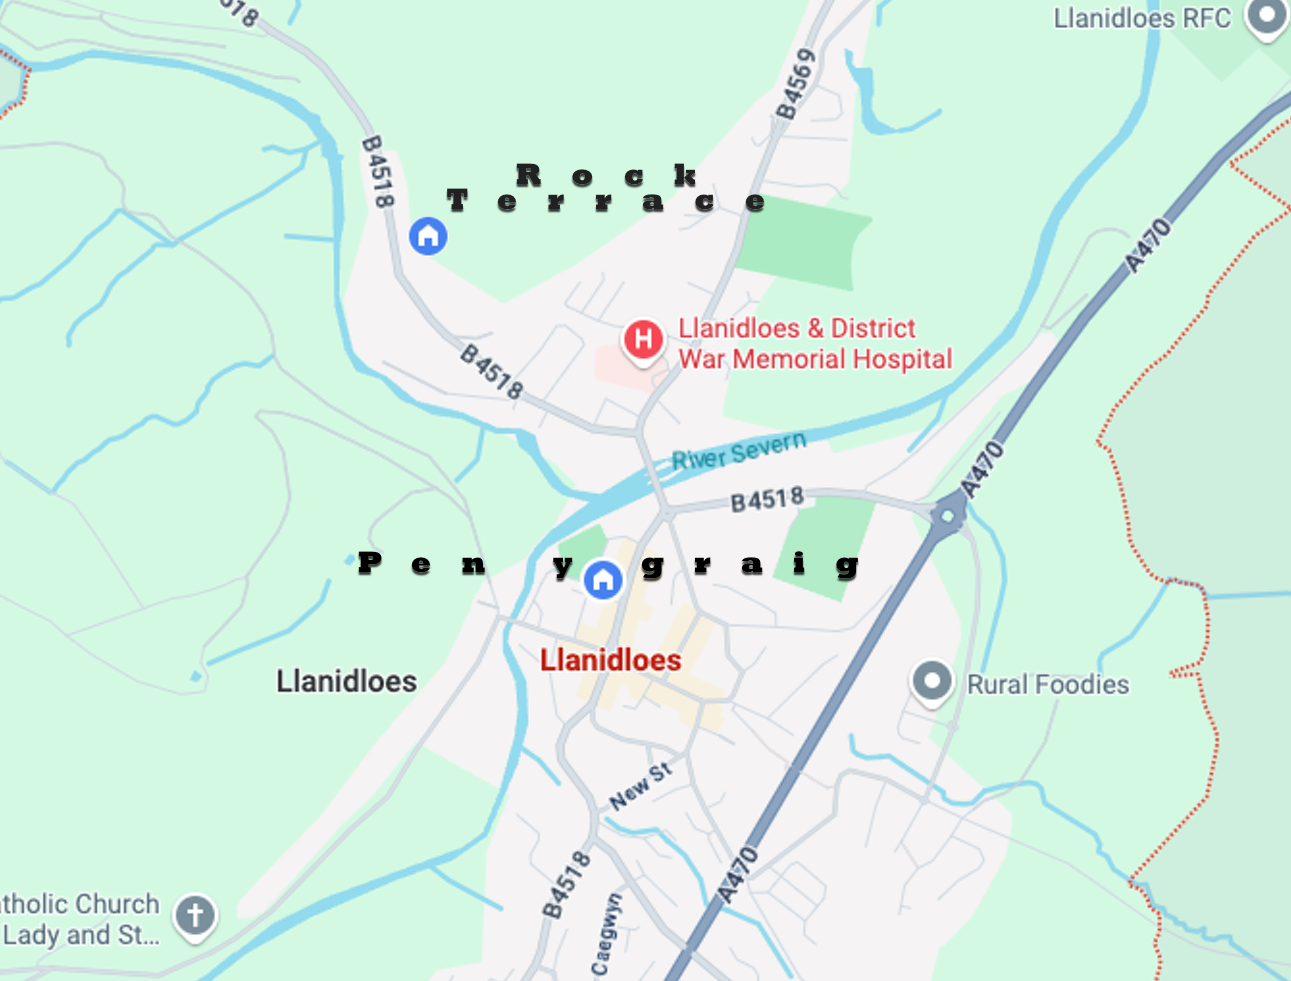 Llanidloes RFC
B4569
B4518
Rock
Terrace
A470
Llanidloes & District
War Memorial Hospital
B4518
River Severn
A470
B4518
Pen y graig
Llanidloes
Llanidloes
Rural Foodies
New St
A470
B4518
Caegwyn
Church
Lady and St...